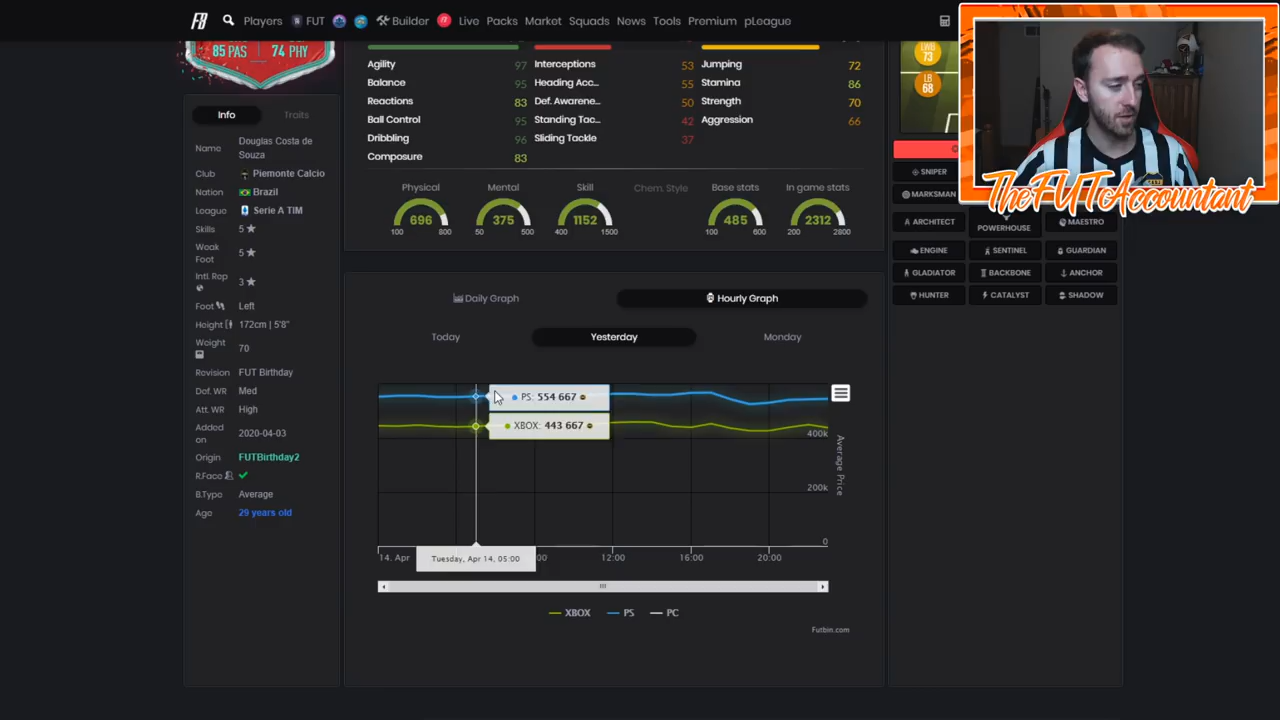 F8 Players FUT Builder Live Packs Market Squads News Tools Premium pLeague
85 PAS 74 PHY
Info Traits
Name Douglas Costa de Souza
Club Piemonte Calcio
Nation Brazil
League Serie A TIM
Skills 5
Weak Foot 5
Intl. Rep 3
Foot Left
Height 172cm | 5'8"
Weight 70
Revision FUT Birthday
Def. WR Med
Att. WR High
Added on 2020-04-03
Origin FUTBirthday2
R.Face
B.Type Average
Age 29 years old
Agility 97 Interceptions 53 Jumping 72
Balance 95 Heading Acc... 55 Stamina 86
Reactions 83 Def. Awarene... 50 Strength 70
Ball Control 95 Standing Tac... 42 Aggression 66
Dribbling 96 Sliding Tackle 37
Composure 83
Physical Mental Skill Chem. Style Base stats In game stats
696 375 1152 485 2312
100 800 50 500 400 1500 100 600 200 2800
Daily Graph Hourly Graph
Today Yesterday Monday
PS: 554 667
XBOX: 443 667
400k
200k
0
Average Price
14. Apr Tuesday, Apr 14, 05:00 12:00 16:00 20:00
XBOX PS PC
Futbin.com
LWB
73
LB
68
SNIPER
MARKSMAN
ARCHITECT POWERHOUSE MAESTRO
ENGINE SENTINEL GUARDIAN
GLADIATOR BACKBONE ANCHOR
HUNTER CATALYST SHADOW
TheFUTAccountant